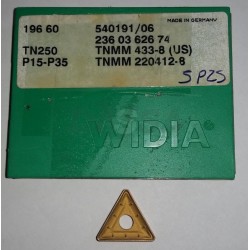 MADE IN GERMANY
196 60 540191/06
236 03 626 74
TN250 TNMM 433-8 (US)
P15-P35 TNMM 220412-8
S P25
WIDIA